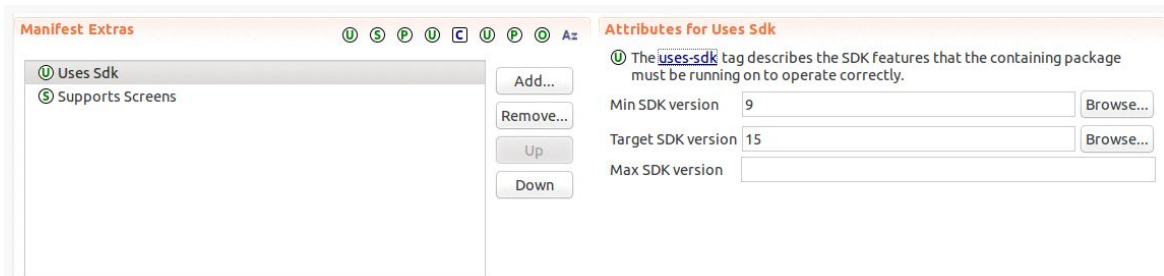 Manifest Extras
U S P U C U P O Az
U Uses Sdk
S Supports Screens
Add...
Remove...
Up
Down
Attributes for Uses Sdk
U The uses-sdk tag describes the SDK features that the containing package
must be running on to operate correctly.
Min SDK version 9 Browse...
Target SDK version 15 Browse...
Max SDK version